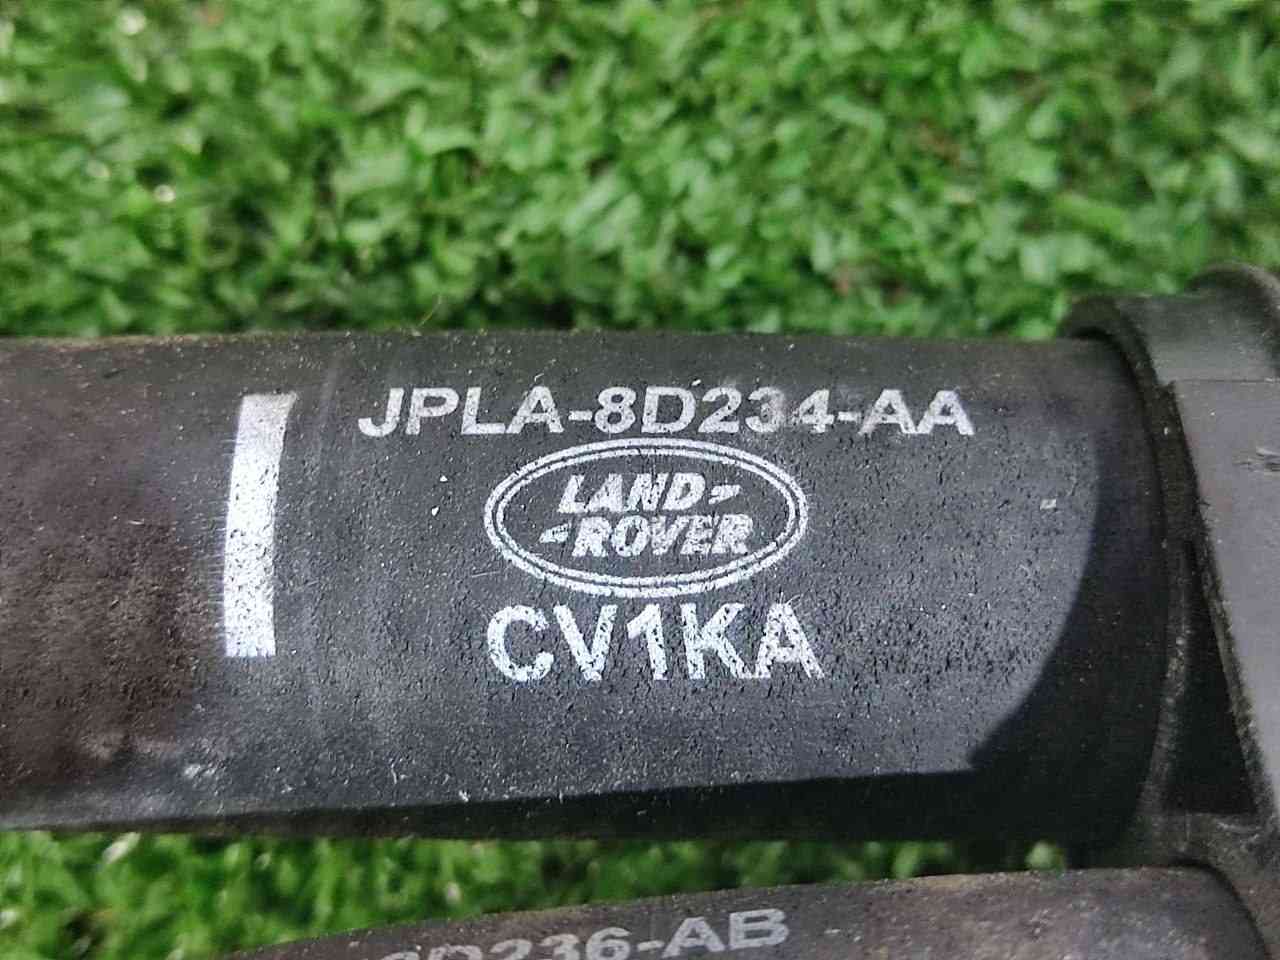 JPLA-8D234-AA
LAND-
-ROVER
CV1KA
8D236-AB